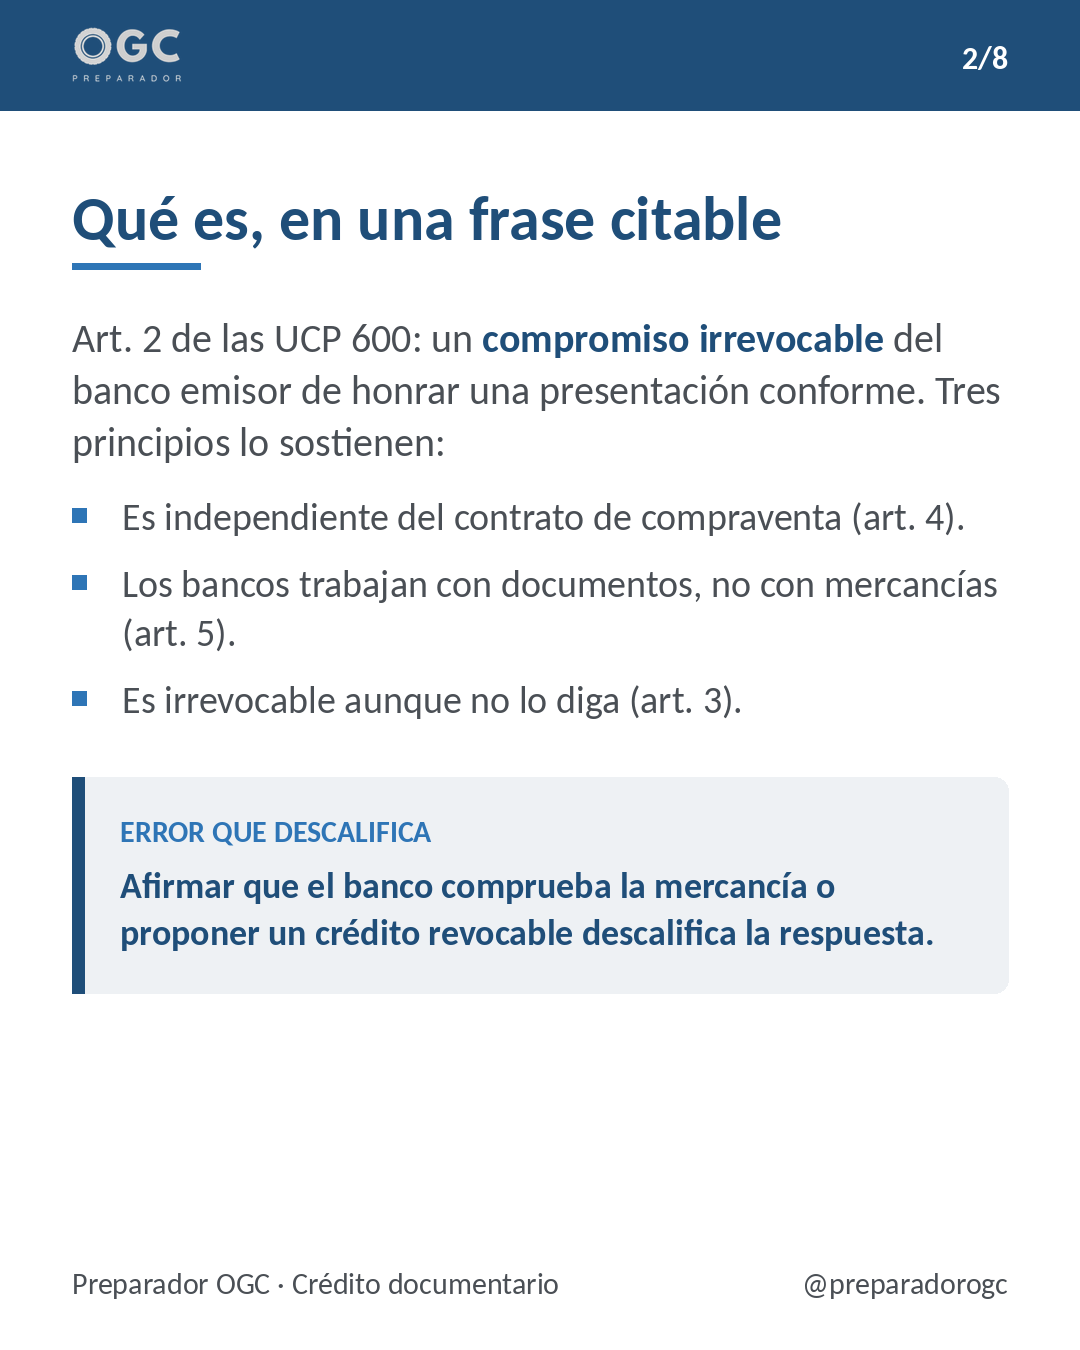 OGC
PREPARADOR
2/8
Qué es, en una frase citable
Art. 2 de las UCP 600: un compromiso irrevocable del
banco emisor de honrar una presentación conforme. Tres
principios lo sostienen:
Es independiente del contrato de compraventa (art. 4).
Los bancos trabajan con documentos, no con mercancías
(art. 5).
Es irrevocable aunque no lo diga (art. 3).
ERROR QUE DESCALIFICA
Afirmar que el banco comprueba la mercancía o
proponer un crédito revocable descalifica la respuesta.
Preparador OGC · Crédito documentario
@preparadorogc